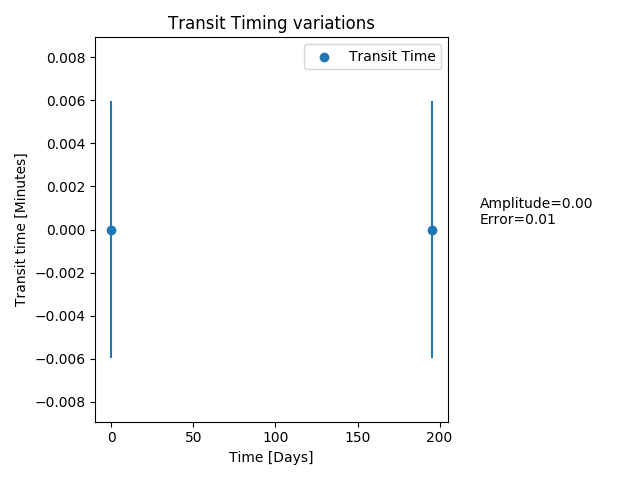 Transit Timing variations
Transit Time
0.008
0.006
0.004
0.002
0.000
−0.002
−0.004
−0.006
−0.008
Transit time [Minutes]
0
50
100
150
200
Time [Days]
Amplitude=0.00
Error=0.01